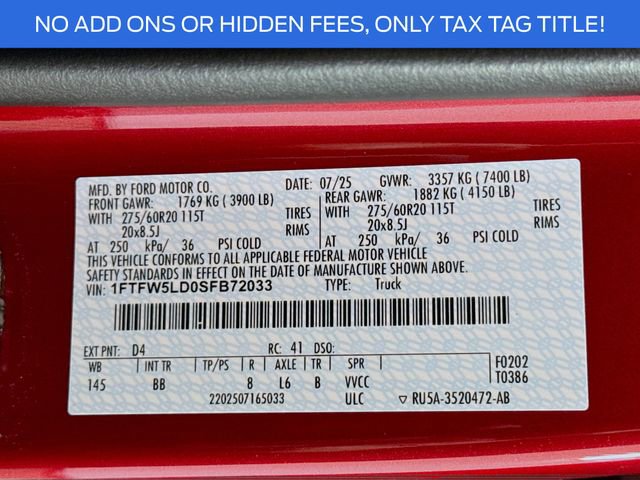 NO ADD ONS OR HIDDEN FEES, ONLY TAX TAG TITLE!
MFD. BY FORD MOTOR CO. DATE: 07/25 GVWR: 3357 KG ( 7400 LB)
FRONT GAWR: 1769 KG ( 3900 LB) REAR GAWR: 1882 KG ( 4150 LB)
WITH 275/60R20 115T TIRES WITH 275/60R20 115T TIRES
20x8.5J RIMS 20x8.5J RIMS
AT 250 kPa/ 36 PSI COLD AT 250 kPa/ 36 PSI COLD
THIS VEHICLE CONFORMS TO ALL APPLICABLE FEDERAL MOTOR VEHICLE
SAFETY STANDARDS IN EFFECT ON THE DATE OF MANUFACTURE SHOWN ABOVE.
VIN: 1FTFW5LD0SFB72033 TYPE: Truck
EXT PNT: D4 RC: 41 DSO:
WB INT TR TP/PS R AXLE TR SPR F0202
145 BB 8 L6 B VVCC T0386
2202507165033 ULC ▽ RU5A-3520472-AB